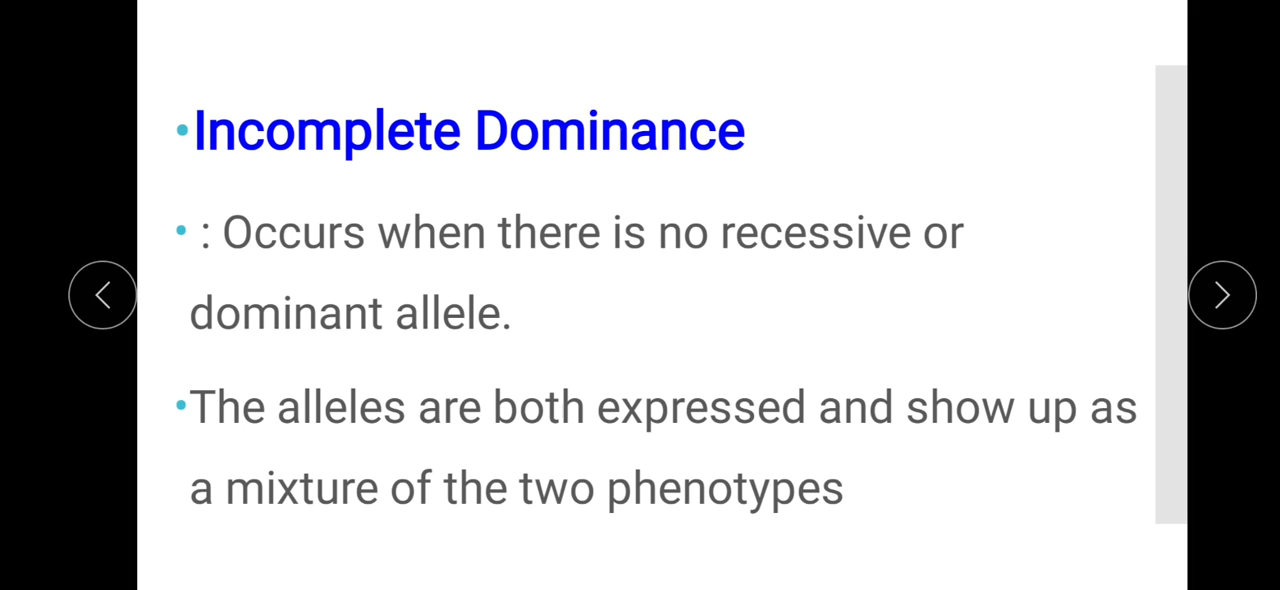 •Incomplete Dominance
• : Occurs when there is no recessive or
dominant allele.
•The alleles are both expressed and show up as
a mixture of the two phenotypes